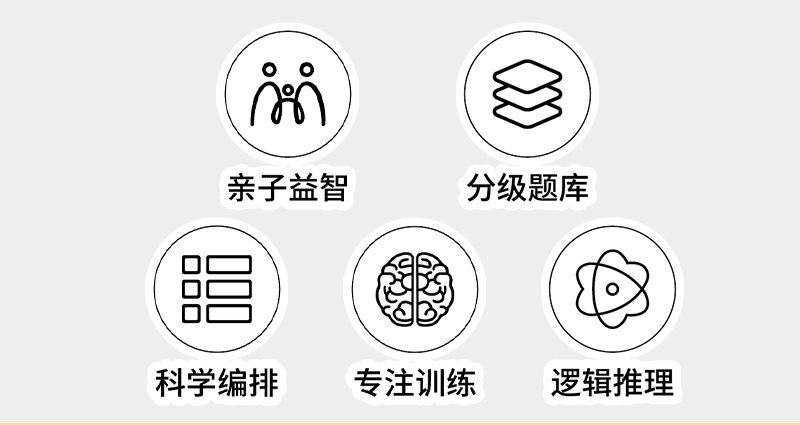 亲子益智
分级题库
科学编排
专注训练
逻辑推理